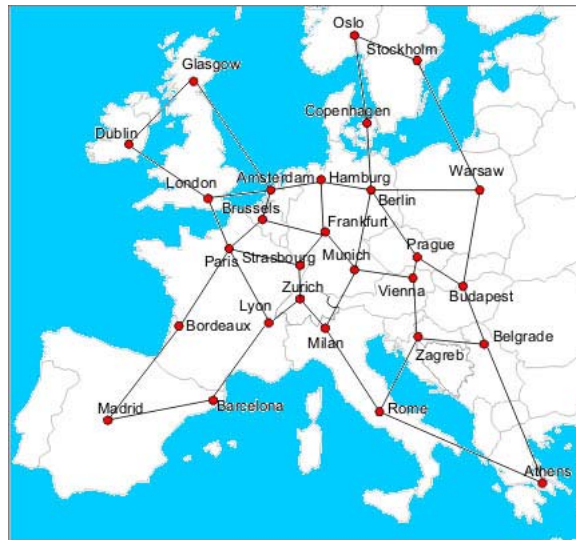 Oslo
Stockholm
Glasgow
Copenhagen
Dublin
Amsterdam
Hamburg
Warsaw
London
Berlin
Brussels
Frankfurt
Paris
Strasbourg
Munich
Prague
Zurich
Vienna
Budapest
Lyon
Bordeaux
Milan
Zagreb
Belgrade
Madrid
Barcelona
Rome
Athens